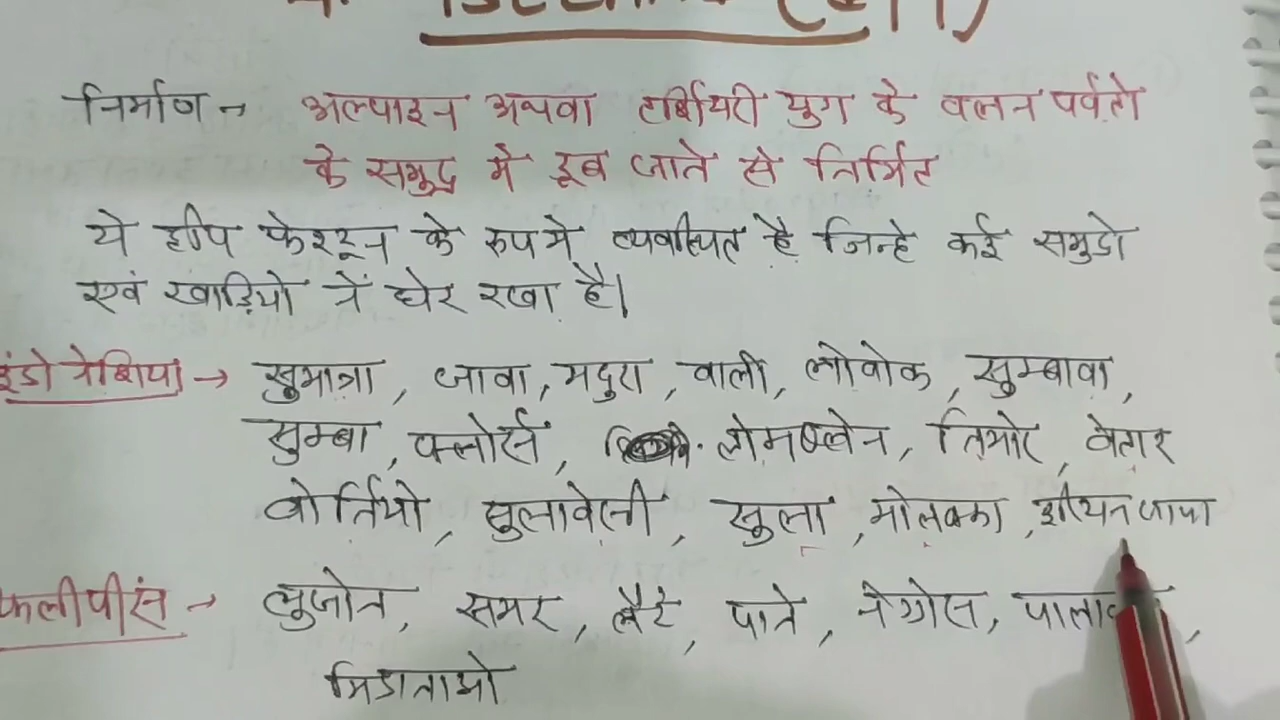 निर्माण → अल्पाइन अथवा टर्शियरी युग के वलन पर्वतो
के समुद्र मे डूब जाने से निर्मित
ये द्वीप फेस्टून के रुप मे व्यवस्थित है जिन्हे कई समुद्रो
एवं खाड़ियो ने घेर रखा है।
इंडोनेशिया → सुमात्रा, जावा, मदुरा, वाली, लोवोक, सुम्बावा,
सुम्बा, फ्लोर्स, लोमब्लेन, तिमोर, वेतार
वोर्नियो, सुलावेसी, सुला, मोलक्का, इरियन जाया
फिलीपींस → लुजोन, समर, लैटे, पाने, नेग्रोस,
मिंडानाओ